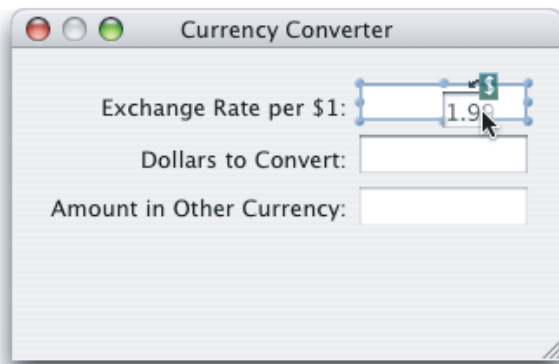 Currency Converter
Exchange Rate per $1:
$
1.99
Dollars to Convert:
Amount in Other Currency: